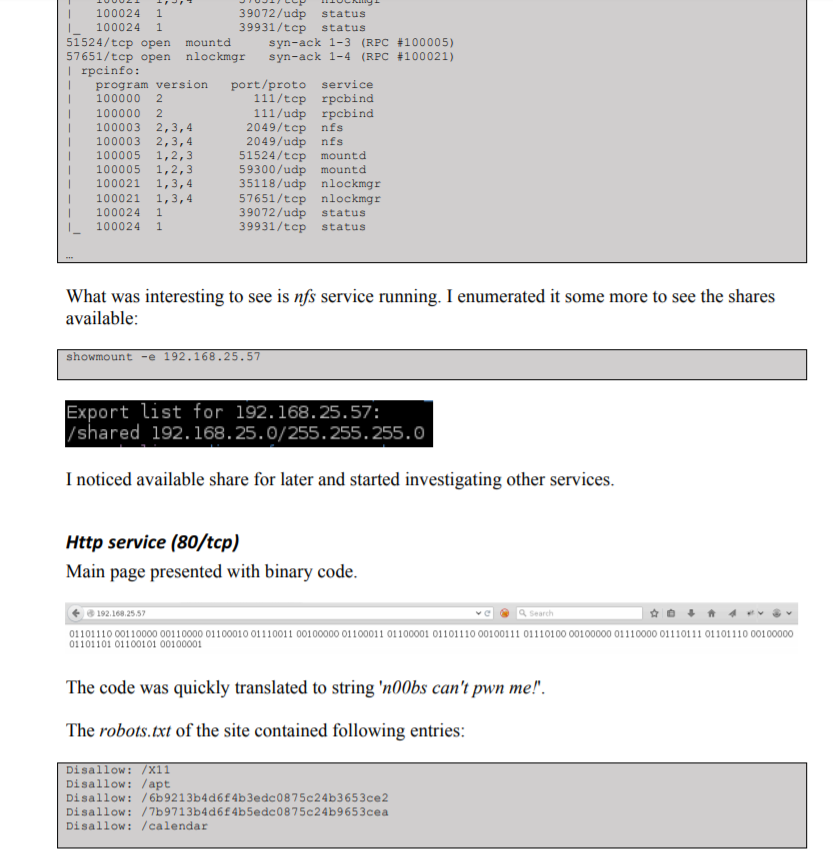 | 100024 1 39072/udp status
|_ 100024 1 39931/tcp status
51524/tcp open mountd syn-ack 1-3 (RPC #100005)
57651/tcp open nlockmgr syn-ack 1-4 (RPC #100021)
| rpcinfo:
| program version port/proto service
| 100000 2 111/tcp rpcbind
| 100000 2 111/udp rpcbind
| 100003 2,3,4 2049/tcp nfs
| 100003 2,3,4 2049/udp nfs
| 100005 1,2,3 51524/tcp mountd
| 100005 1,2,3 59300/udp mountd
| 100021 1,3,4 35118/udp nlockmgr
| 100021 1,3,4 57651/tcp nlockmgr
| 100024 1 39072/udp status
|_ 100024 1 39931/tcp status
…
What was interesting to see is nfs service running. I enumerated it some more to see the shares
available:
showmount -e 192.168.25.57
Export list for 192.168.25.57:
/shared 192.168.25.0/255.255.255.0
I noticed available share for later and started investigating other services.
Http service (80/tcp)
Main page presented with binary code.
192.168.25.57 Search
01101110 00110000 00110000 01100010 01110011 00100000 01100011 01100001 01101110 00100111 01110100 00100000 01110000 01110111 01101110 00100000
01101101 01100101 00100001
The code was quickly translated to string 'n00bs can't pwn me!'.
The robots.txt of the site contained following entries:
Disallow: /X11
Disallow: /apt
Disallow: /6b9213b4d6f4b3edc0875c24b3653ce2
Disallow: /7b9713b4d6f4b5edc0875c24b9653cea
Disallow: /calendar